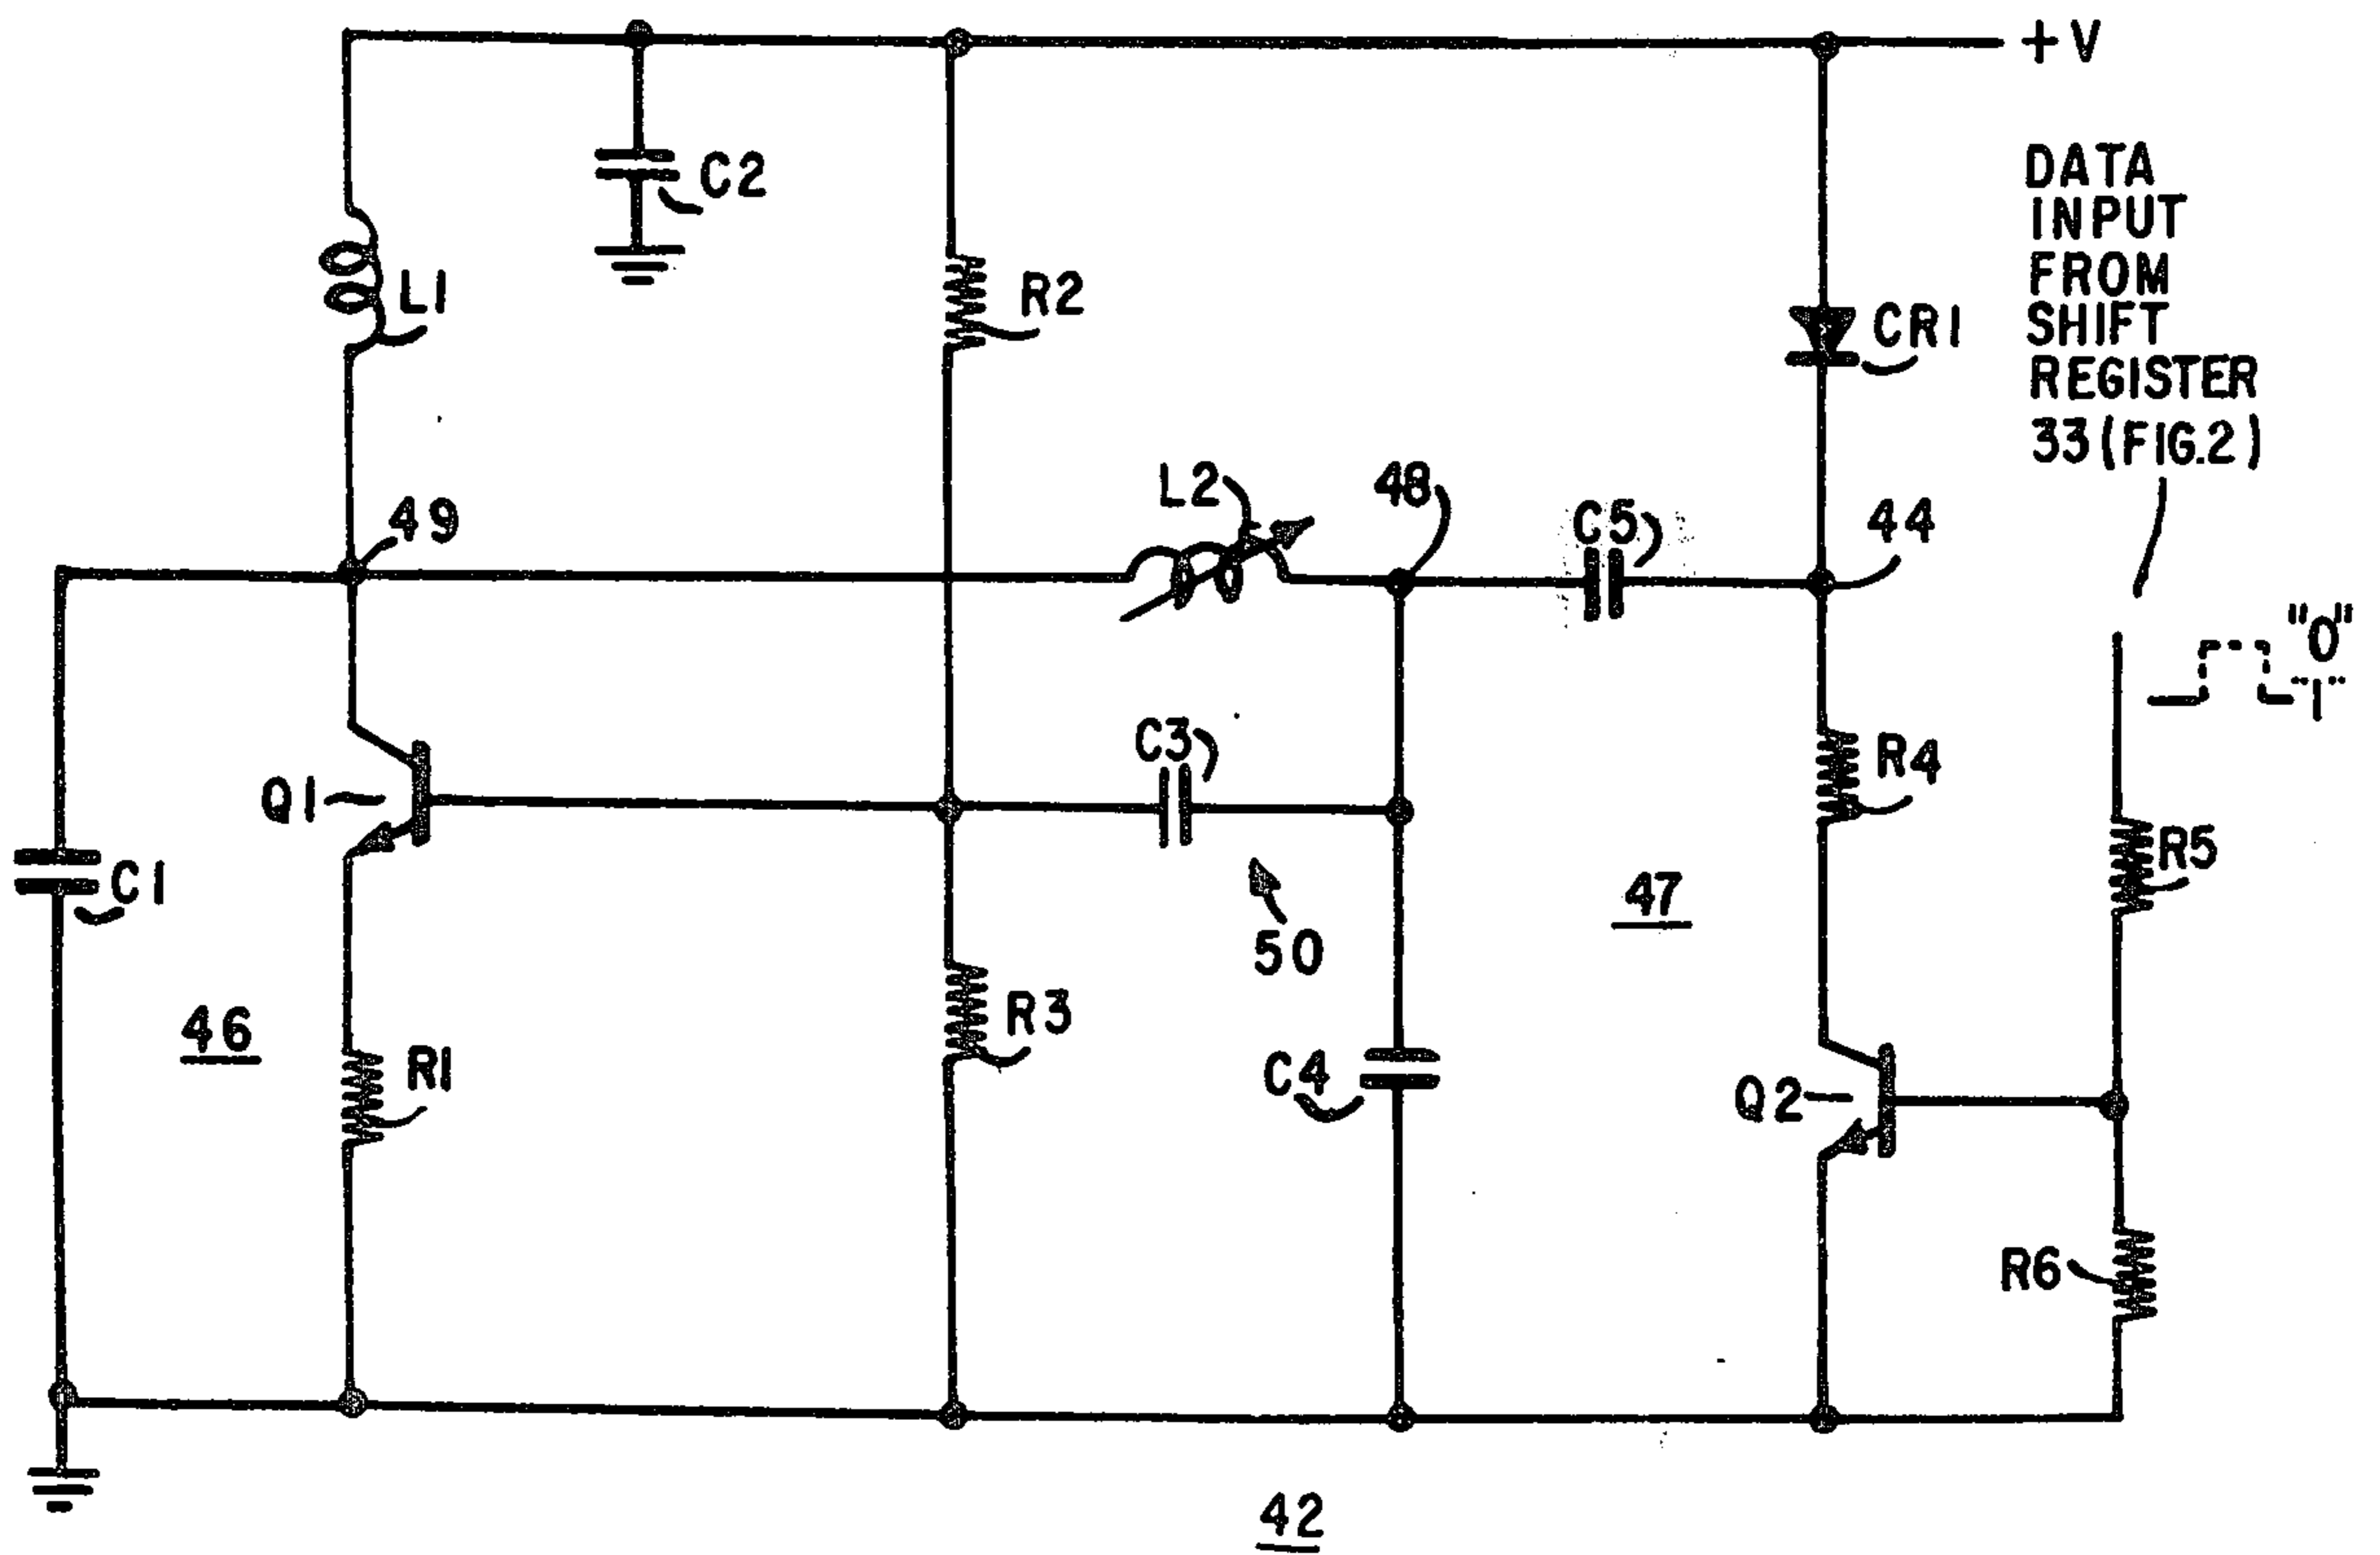 +V
C2
DATA
INPUT
FROM
SHIFT
REGISTER
33 (FIG.2)
L1
R2
CR1
49
L2
48
C5
44
"0"
"1"
C3
Q1
R4
R5
C1
47
50
46
R3
R1
C4
Q2
R6
42